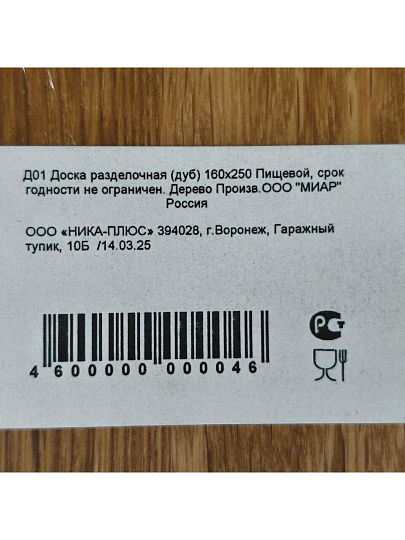 Д01 Доска разделочная (дуб) 160х250 Пищевой, срок
годности не ограничен. Дерево Произв.ООО "МИАР"
Россия
ООО «НИКА-ПЛЮС» 394028, г.Воронеж, Гаражный
тупик, 10Б /14.03.25
РСТ
4 600000 000046